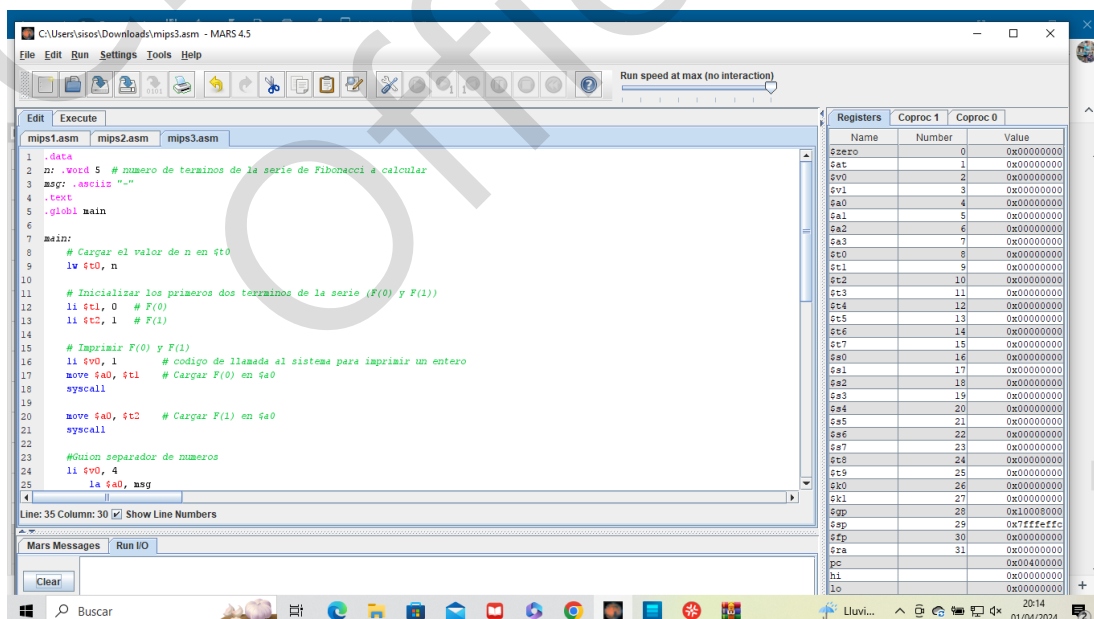 C:\Users\sisos\Downloads\mips3.asm - MARS 4.5
File Edit Run Settings Tools Help
Run speed at max (no interaction)
Edit Execute
mips1.asm mips2.asm mips3.asm
1 .data
2 n: .word 5 # numero de terminos de la serie de Fibonacci a calcular
3 msg: .asciiz "-"
4 .text
5 .globl main
6
7 main:
8 # Cargar el valor de n en $t0
9 lw $t0, n
10
11 # Inicializar los primeros dos terrminos de la serie (F(0) y F(1))
12 li $t1, 0 # F(0)
13 li $t2, 1 # F(1)
14
15 # Imprimir F(0) y F(1)
16 li $v0, 1 # codigo de llamada al sistema para imprimir un entero
17 move $a0, $t1 # Cargar F(0) en $a0
18 syscall
19
20 move $a0, $t2 # Cargar F(1) en $a0
21 syscall
22
23 #Guion separador de numeros
24 li $v0, 4
25 la $a0, msg
Line: 35 Column: 30 Show Line Numbers
Mars Messages Run I/O
Clear
Registers Coproc 1 Coproc 0
Name Number Value
$zero 0 0x00000000
$at 1 0x00000000
$v0 2 0x00000000
$v1 3 0x00000000
$a0 4 0x00000000
$a1 5 0x00000000
$a2 6 0x00000000
$a3 7 0x00000000
$t0 8 0x00000000
$t1 9 0x00000000
$t2 10 0x00000000
$t3 11 0x00000000
$t4 12 0x00000000
$t5 13 0x00000000
$t6 14 0x00000000
$t7 15 0x00000000
$s0 16 0x00000000
$s1 17 0x00000000
$s2 18 0x00000000
$s3 19 0x00000000
$s4 20 0x00000000
$s5 21 0x00000000
$s6 22 0x00000000
$s7 23 0x00000000
$t8 24 0x00000000
$t9 25 0x00000000
$k0 26 0x00000000
$k1 27 0x00000000
$gp 28 0x10008000
$sp 29 0x7fffeffc
$fp 30 0x00000000
$ra 31 0x00000000
pc 0x00400000
hi 0x00000000
lo 0x00000000
Buscar
Lluvi...
20:14
01/04/2024